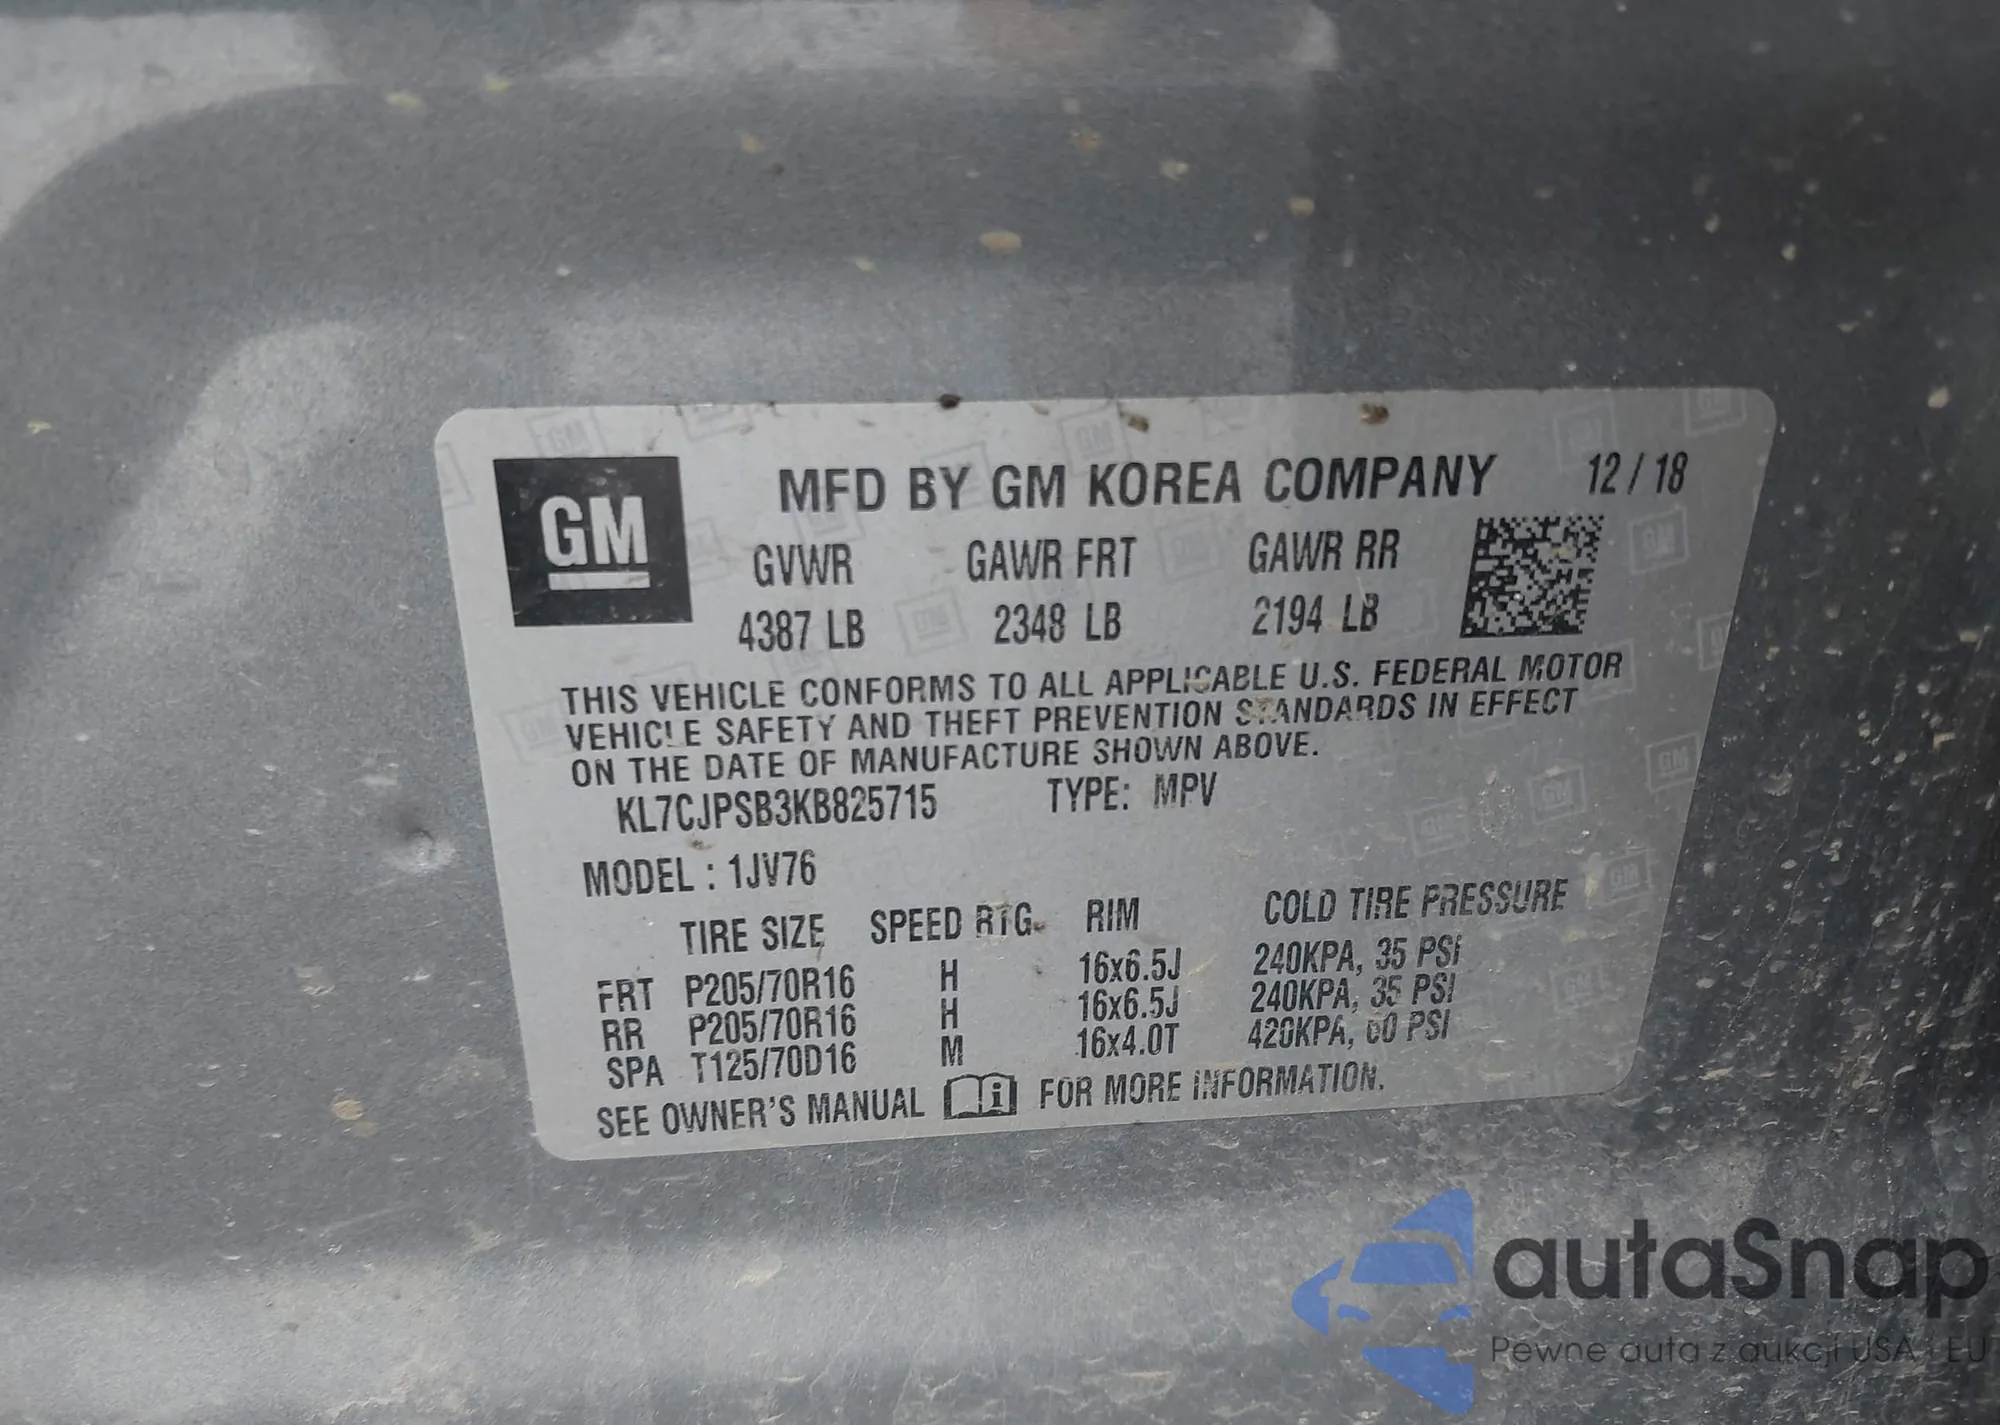 GM
MFD BY GM KOREA COMPANY 12 / 18
GVWR GAWR FRT GAWR RR
4387 LB 2348 LB 2194 LB
THIS VEHICLE CONFORMS TO ALL APPLICABLE U.S. FEDERAL MOTOR
VEHICLE SAFETY AND THEFT PREVENTION STANDARDS IN EFFECT
ON THE DATE OF MANUFACTURE SHOWN ABOVE.
KL7CJPSB3KB825715 TYPE: MPV
MODEL : 1JV76
TIRE SIZE SPEED RTG. RIM COLD TIRE PRESSURE
FRT P205/70R16 H 16x6.5J 240KPA, 35 PSI
RR P205/70R16 H 16x6.5J 240KPA, 35 PSI
SPA T125/70D16 M 16x4.0T 420KPA, 60 PSI
SEE OWNER'S MANUAL FOR MORE INFORMATION.
autaSnap
Pewne auta z aukcji USA i EU